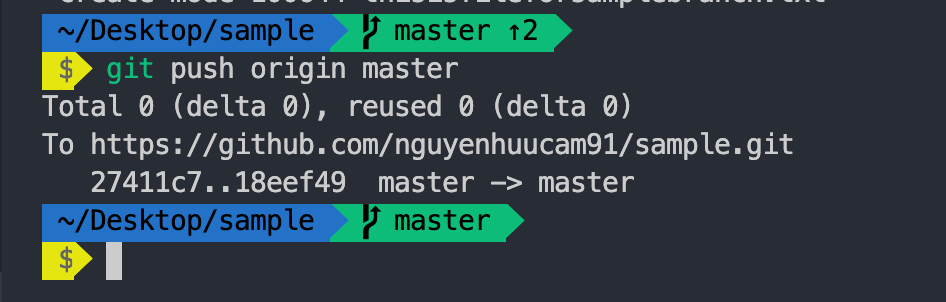 ~/Desktop/sample master ↑2
$ git push origin master
Total 0 (delta 0), reused 0 (delta 0)
To https://github.com/nguyenhuucam91/sample.git
27411c7..18eef49 master -> master
~/Desktop/sample master
$